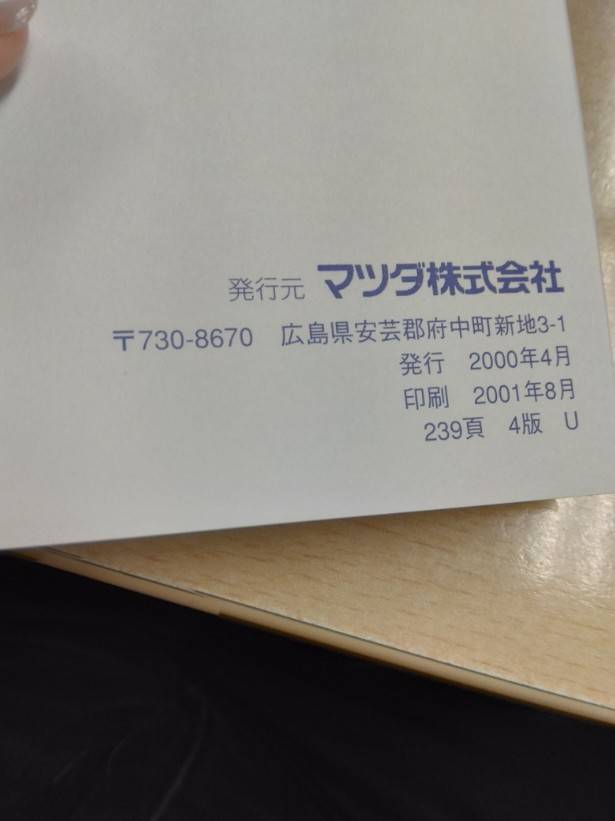 発行元 マツダ株式会社
〒730-8670 広島県安芸郡府中町新地3-1
発行 2000年4月
印刷 2001年8月
239頁 4版 U